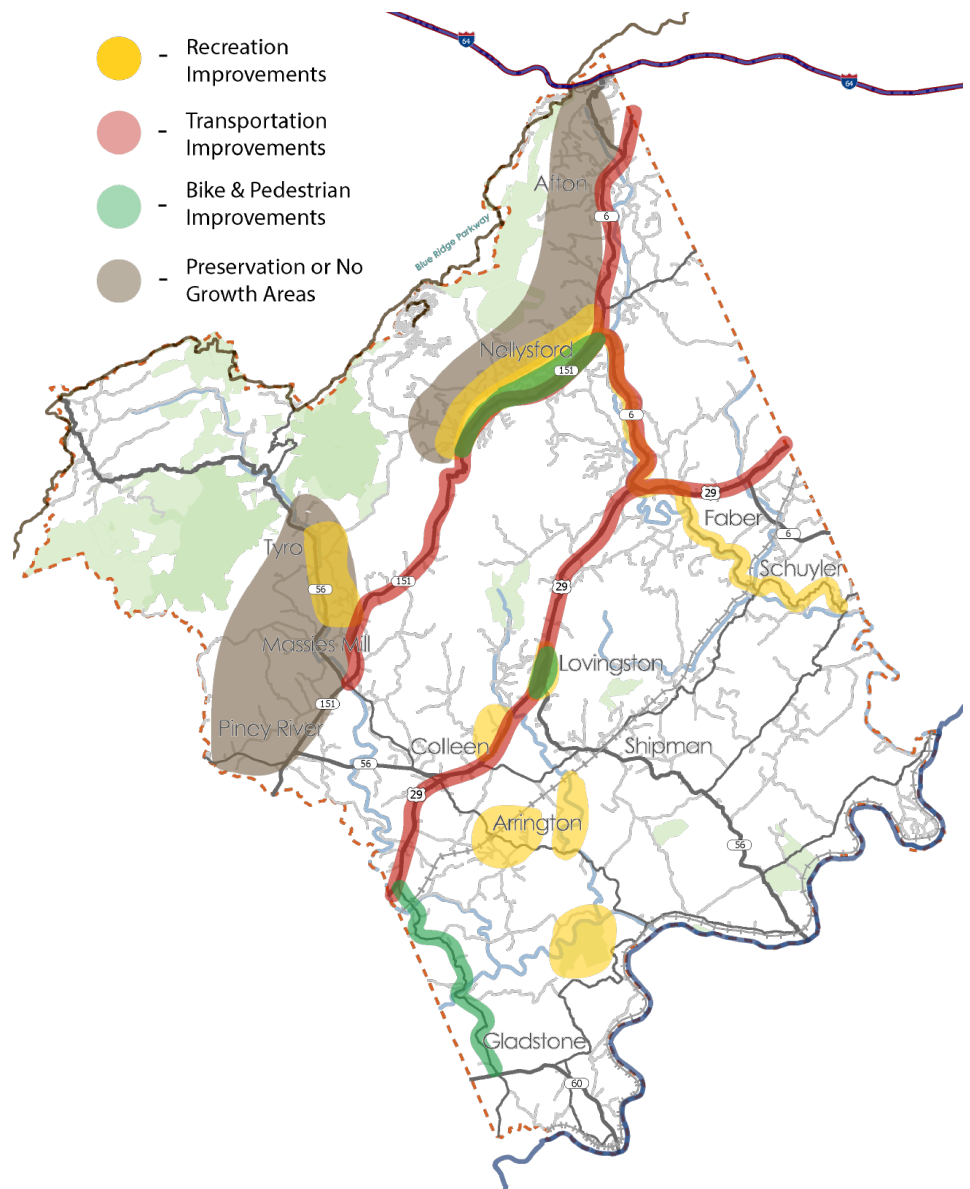 Recreation
Improvements
Transportation
Improvements
Bike & Pedestrian
Improvements
Preservation or No
Growth Areas
64
64
Afton
6
Blue Ridge Parkway
Nellysford
151
6
29
Faber
6
Tyro
Schuyler
56
151
29
Massies Mill
Lovingston
151
Piney River
Colleen
Shipman
56
29
Arrington
56
Gladstone
60